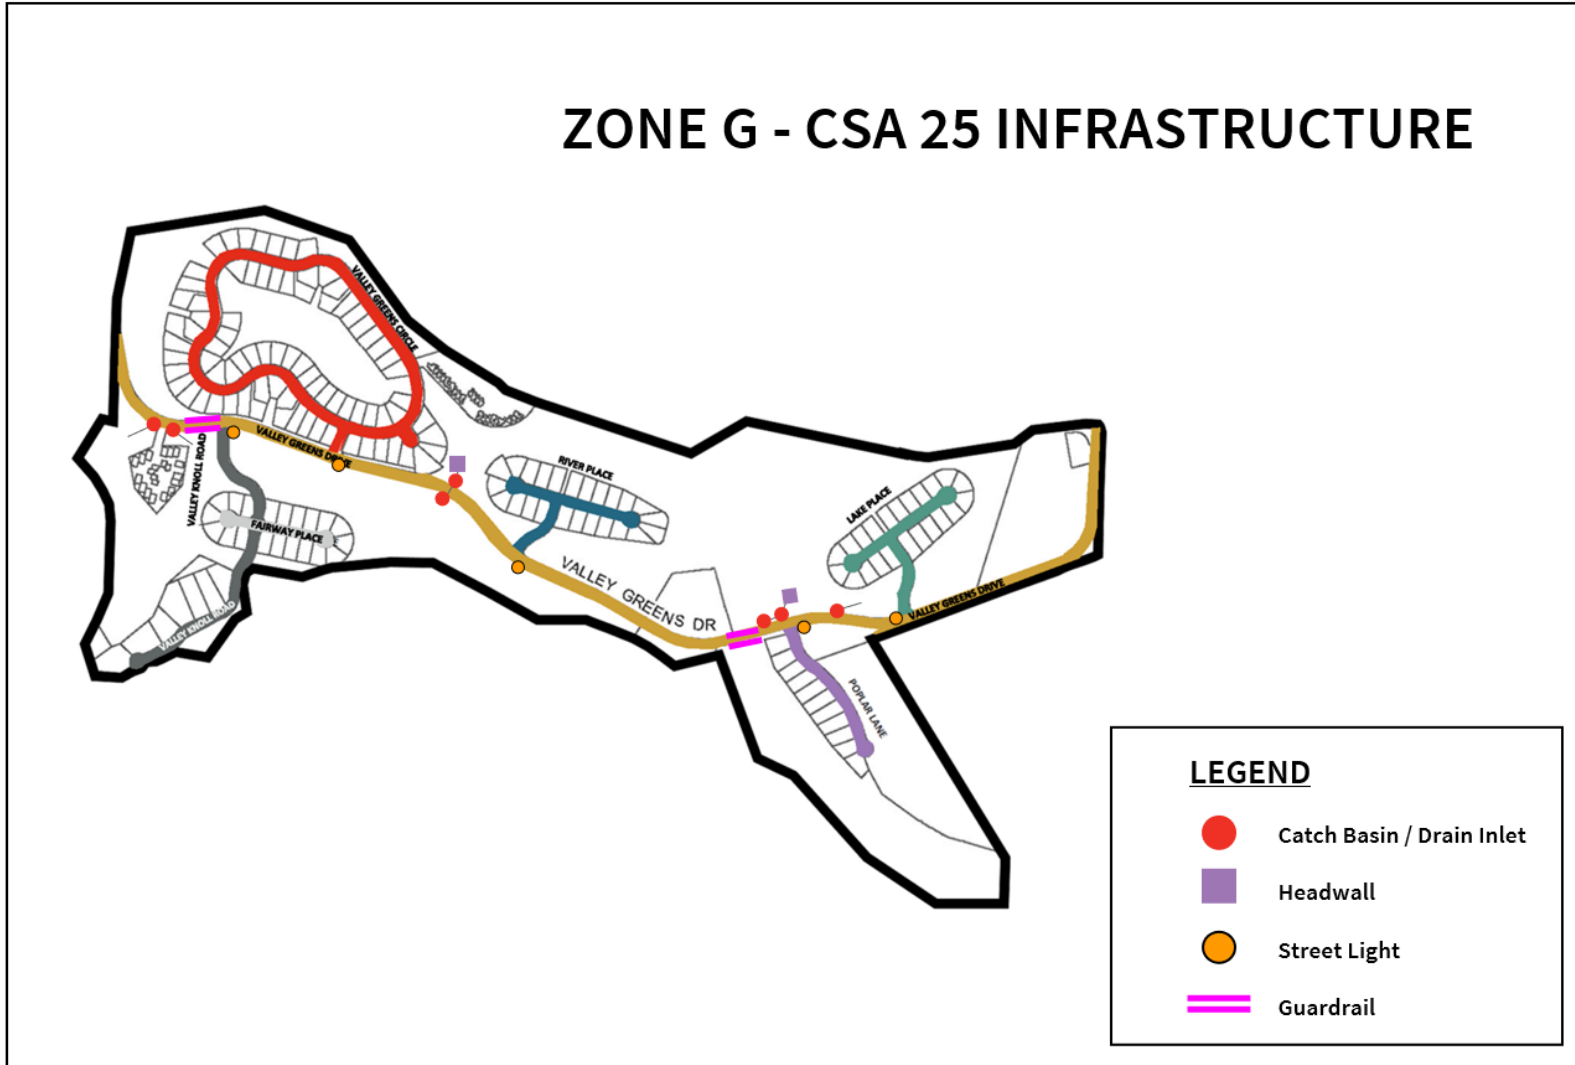 ZONE G - CSA 25 INFRASTRUCTURE
VALLEY GREENS CIRCLE
VALLEY GREENS DRIVE
VALLEY KNOLL ROAD
RIVER PLACE
FAIRWAY PLACE
LAKE PLACE
VALLEY GREENS DR
VALLEY GREENS DRIVE
VALLEY KNOLL ROAD
POPLAR LANE
LEGEND
Catch Basin / Drain Inlet
Headwall
Street Light
Guardrail